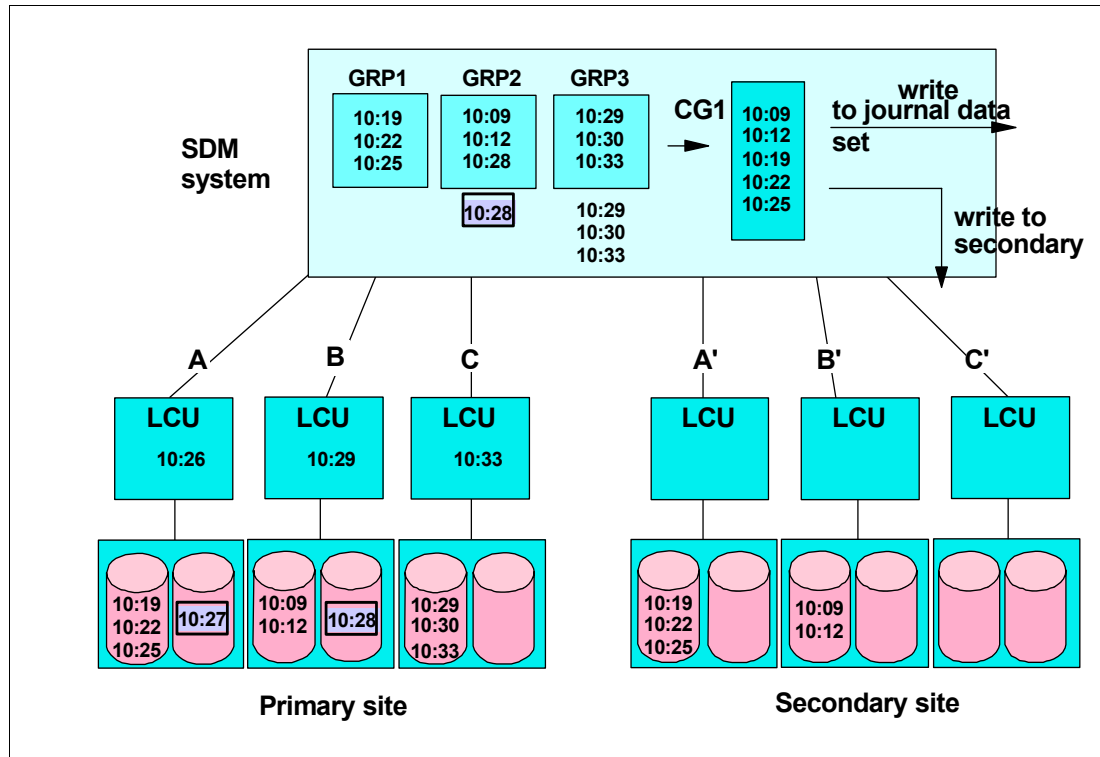 GRP1
GRP2
GRP3
10:19
10:22
10:25
10:09
10:12
10:28
10:29
10:30
10:33
CG1
10:09
10:12
10:19
10:22
10:25
write
to journal data
set
SDM
system
10:28
10:29
10:30
10:33
write to
secondary
A
B
C
A'
B'
C'
LCU
10:26
LCU
10:29
LCU
10:33
LCU
LCU
LCU
10:19
10:22
10:25
10:27
10:09
10:12
10:28
10:29
10:30
10:33
10:19
10:22
10:25
10:09
10:12
Primary site
Secondary site